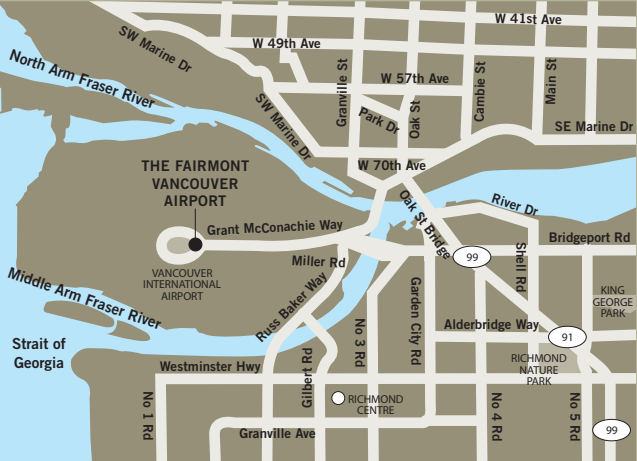 W 41st Ave
SW Marine Dr
W 49th Ave
North Arm Fraser River
W 57th Ave
Granville St
Cambie St
Main St
SW Marine Dr
Park Dr
Oak St
SE Marine Dr
THE FAIRMONT
VANCOUVER
AIRPORT
W 70th Ave
Oak St Bridge
River Dr
Grant McConachie Way
Bridgeport Rd
Miller Rd
99
Shell Rd
VANCOUVER
INTERNATIONAL
AIRPORT
Middle Arm Fraser River
Russ Baker Way
Garden City Rd
KING
GEORGE
PARK
No 3 Rd
Alderbridge Way
91
Strait of
Georgia
Westminster Hwy
Gilbert Rd
RICHMOND
NATURE
PARK
No 1 Rd
RICHMOND
CENTRE
No 4 Rd
No 5 Rd
99
Granville Ave